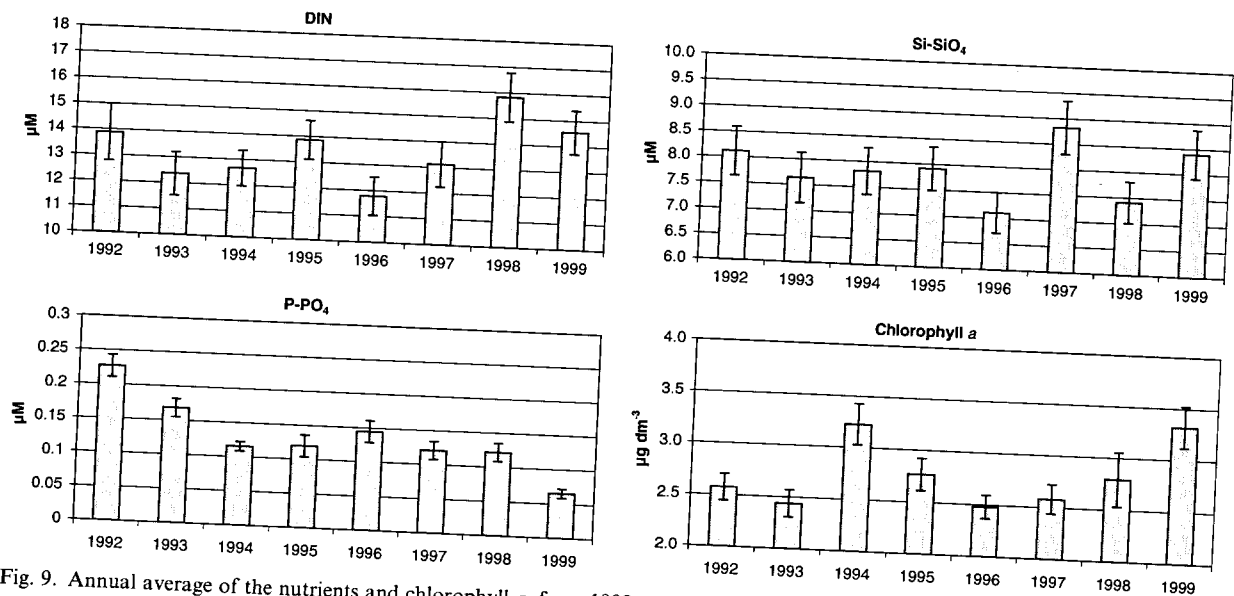 DIN
18
17
16
15
14
13
12
11
10
µM
1992 1993 1994 1995 1996 1997 1998 1999
Si-SiO₄
10.0
9.5
9.0
8.5
8.0
7.5
7.0
6.5
6.0
µM
1992 1993 1994 1995 1996 1997 1998 1999
P-PO₄
0.3
0.25
0.2
0.15
0.1
0.05
0
µM
1992 1993 1994 1995 1996 1997 1998 1999
Chlorophyll a
4.0
3.5
3.0
2.5
2.0
µg dm⁻³
1992 1993 1994 1995 1996 1997 1998 1999
Fig. 9. Annual average of the nutrients and chlorophyll